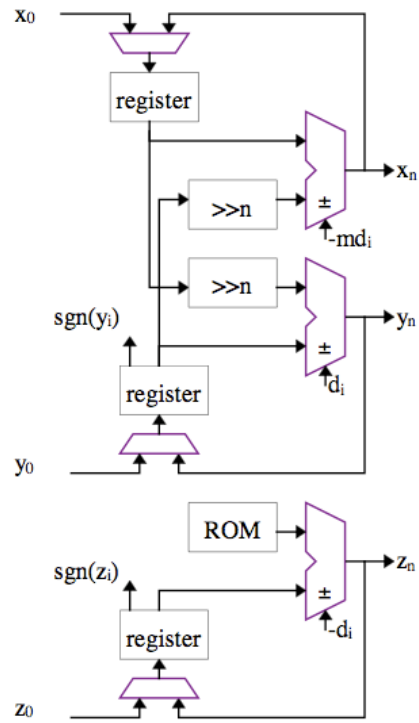 x0
register
xn
>>n
±
-mdi
>>n
sgn(yi)
yn
±
register
di
y0
ROM
sgn(zi)
zn
±
register
-di
z0